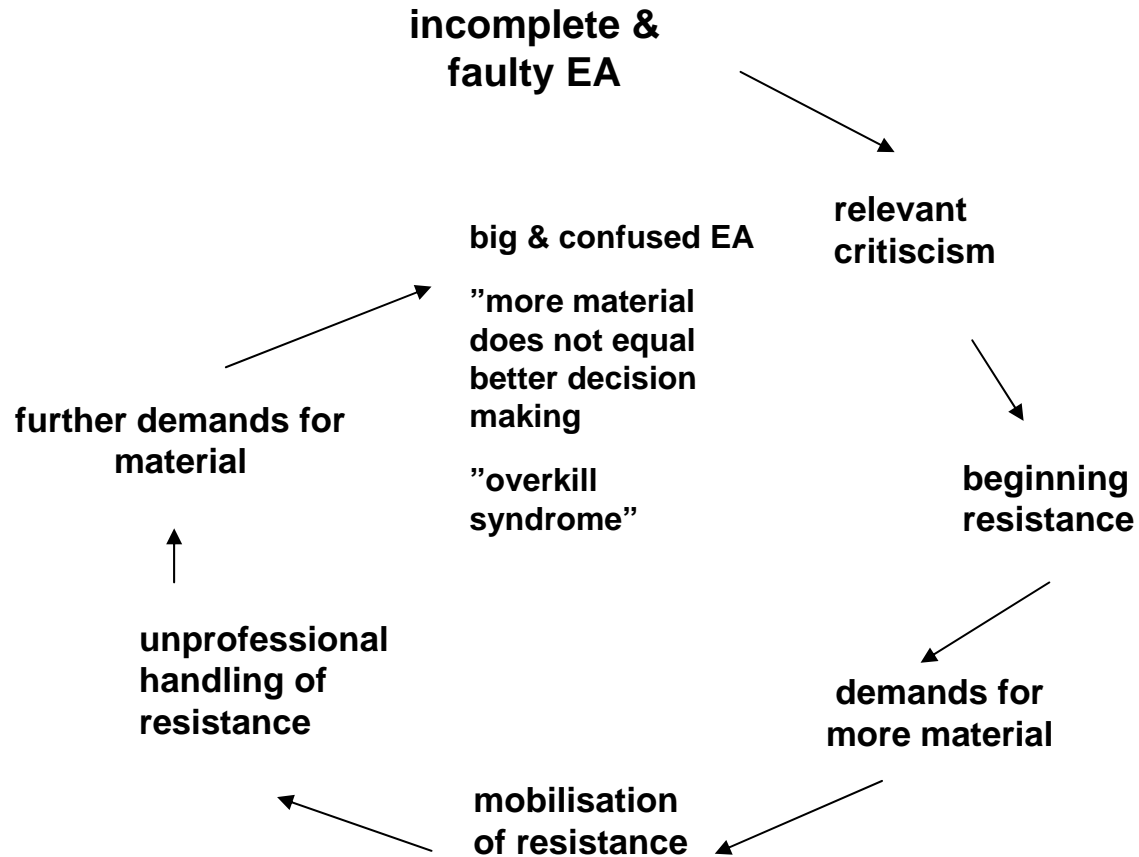 incomplete &
faulty EA
relevant
critiscism
beginning
resistance
demands for
more material
mobilisation
of resistance
unprofessional
handling of
resistance
further demands for
material
big & confused EA
”more material
does not equal
better decision
making
”overkill
syndrome”